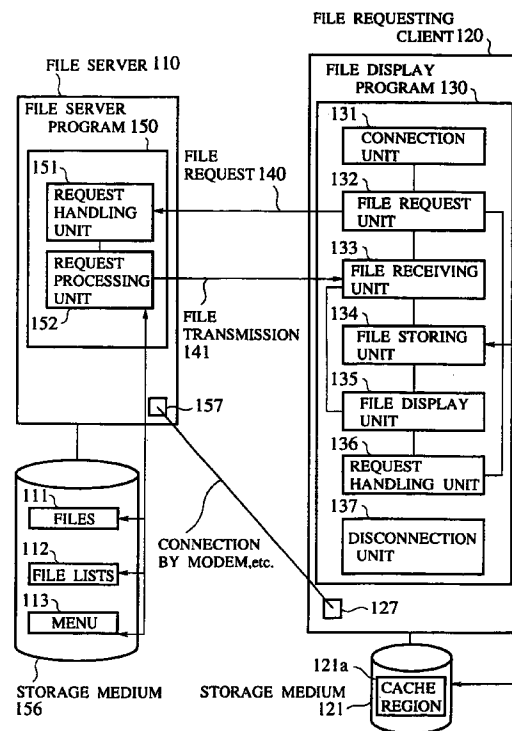 FILE REQUESTING
CLIENT 120
FILE SERVER 110
FILE DISPLAY
PROGRAM 130
FILE SERVER
PROGRAM 150
151
REQUEST
HANDLING
UNIT
REQUEST
PROCESSING
UNIT
152
FILE
REQUEST 140
FILE
TRANSMISSION
141
131
CONNECTION
UNIT
132
FILE REQUEST
UNIT
133
FILE RECEIVING
UNIT
134
FILE STORING
UNIT
135
FILE DISPLAY
UNIT
136
REQUEST
HANDLING UNIT
137
DISCONNECTION
UNIT
157
127
CONNECTION
BY MODEM,etc.
111
FILES
112
FILE LISTS
113
MENU
STORAGE MEDIUM
156
STORAGE MEDIUM
121
121a
CACHE
REGION